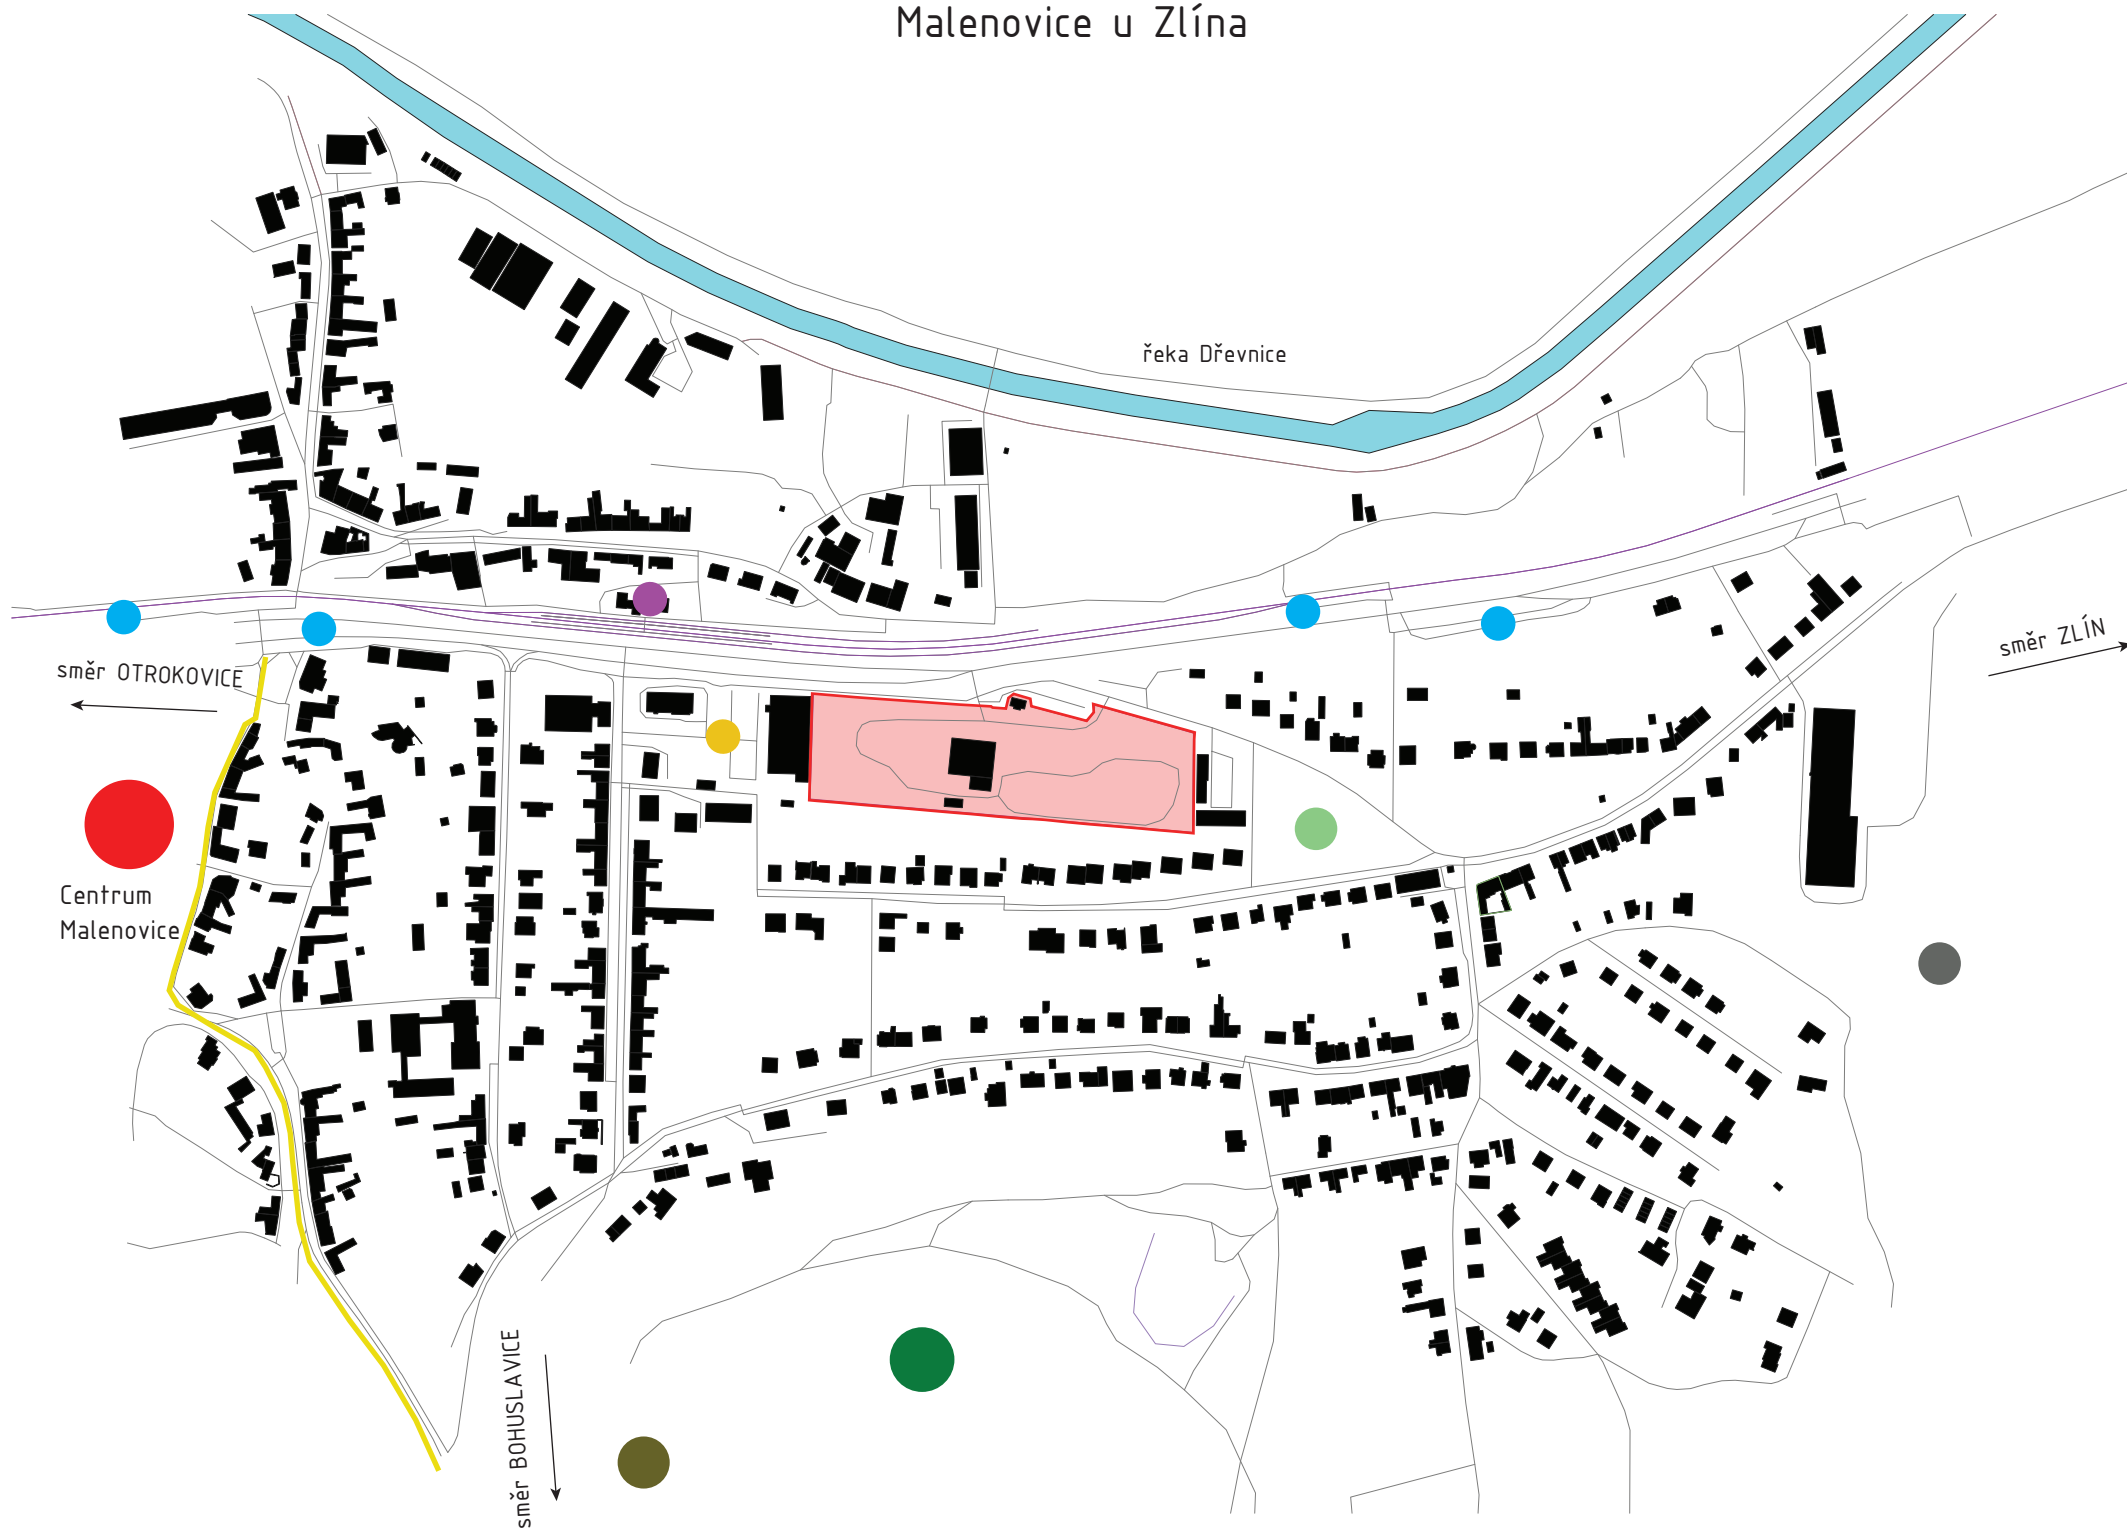 Malenovice u Zlína
řeka Dřevnice
směr ZLÍN
směr OTROKOVICE
Centrum
Malenovice
směr BOHUSLAVICE